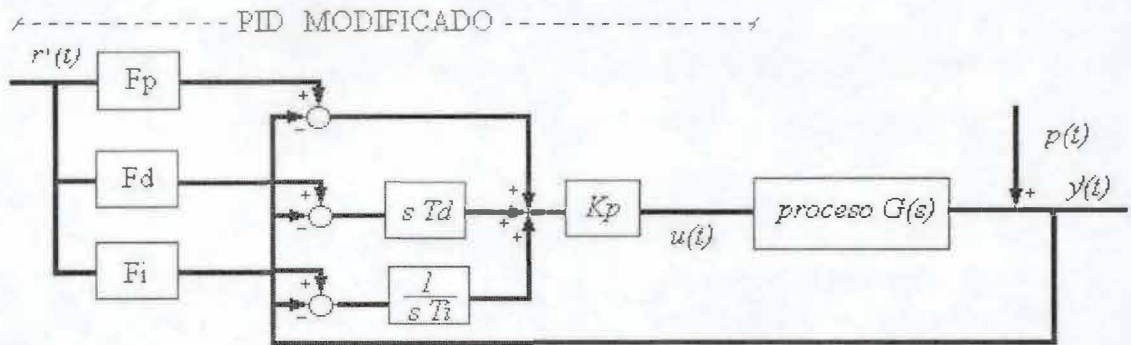 PID MODIFICADO
r'(t)
Fp
+
−
p(t)
Fd
+
−
s Td
+
+
+
Kp
u(t)
proceso G(s)
+
y(t)
Fi
+
−
1
s Ti